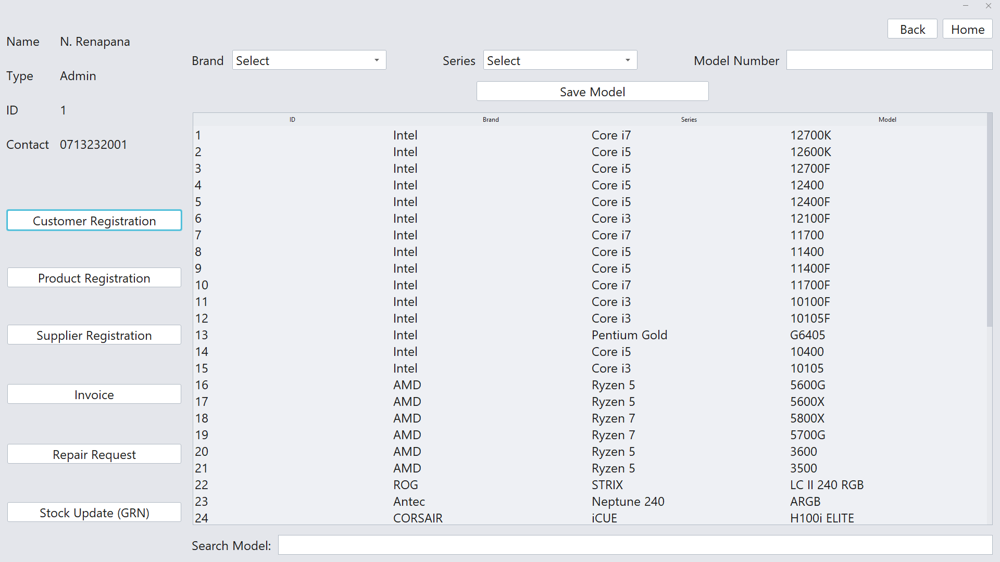 Back Home
Name N. Renapana
Brand Select Series Select Model Number
Type Admin
Save Model
ID 1
Contact 0713232001
Customer Registration
Product Registration
Supplier Registration
Invoice
Repair Request
Stock Update (GRN)
ID Brand Series Model
1 Intel Core i7 12700K
2 Intel Core i5 12600K
3 Intel Core i5 12700F
4 Intel Core i5 12400
5 Intel Core i5 12400F
6 Intel Core i3 12100F
7 Intel Core i7 11700
8 Intel Core i5 11400
9 Intel Core i5 11400F
10 Intel Core i7 11700F
11 Intel Core i3 10100F
12 Intel Core i3 10105F
13 Intel Pentium Gold G6405
14 Intel Core i5 10400
15 Intel Core i3 10105
16 AMD Ryzen 5 5600G
17 AMD Ryzen 5 5600X
18 AMD Ryzen 7 5800X
19 AMD Ryzen 7 5700G
20 AMD Ryzen 5 3600
21 AMD Ryzen 5 3500
22 ROG STRIX LC II 240 RGB
23 Antec Neptune 240 ARGB
24 CORSAIR iCUE H100i ELITE
Search Model: